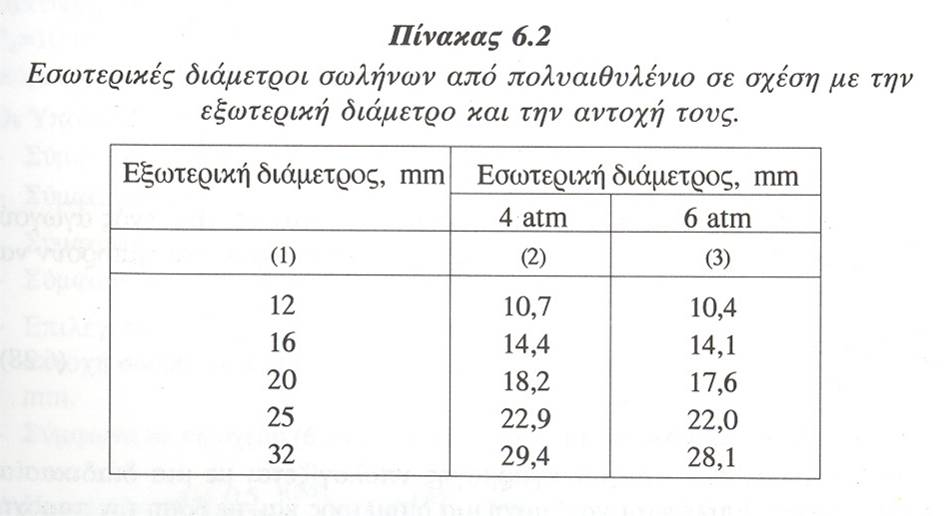 Πίνακας 6.2
Εσωτερικές διάμετροι σωλήνων από πολυαιθυλένιο σε σχέση με την
εξωτερική διάμετρο και την αντοχή τους.
Εξωτερική διάμετρος, mm Εσωτερική διάμετρος, mm
4 atm 6 atm
(1) (2) (3)
12 10,7 10,4
16 14,4 14,1
20 18,2 17,6
25 22,9 22,0
32 29,4 28,1